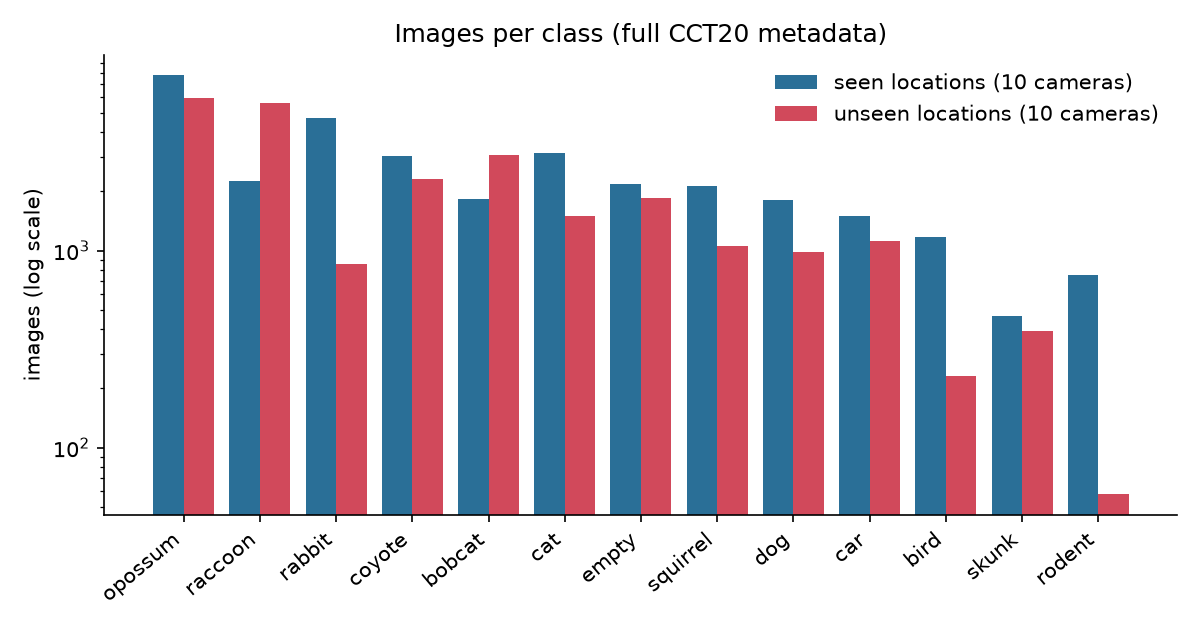 Images per class (full CCT20 metadata)
seen locations (10 cameras)
unseen locations (10 cameras)
images (log scale)
10³
10²
opossum
raccoon
rabbit
coyote
bobcat
cat
empty
squirrel
dog
car
bird
skunk
rodent